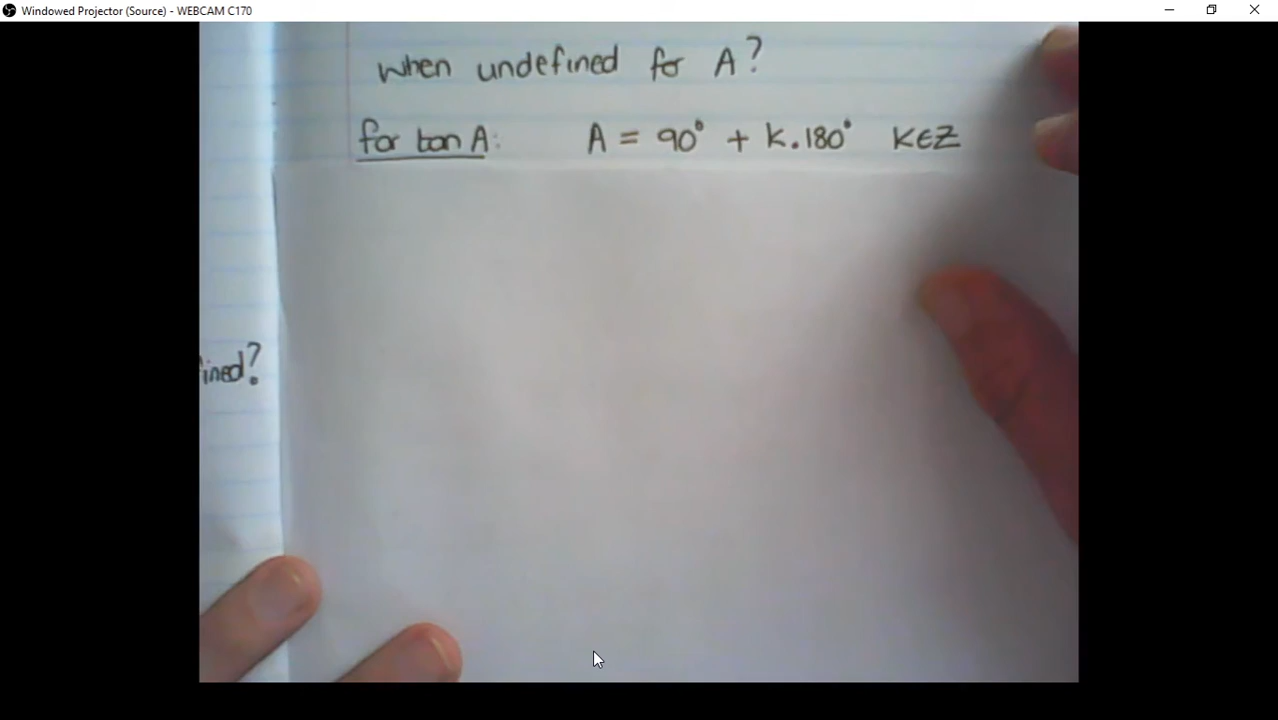 Windowed Projector (Source) - WEBCAM C170
When undefined for A?
for tan A: A = 90° + K.180° K∈Z
ined?